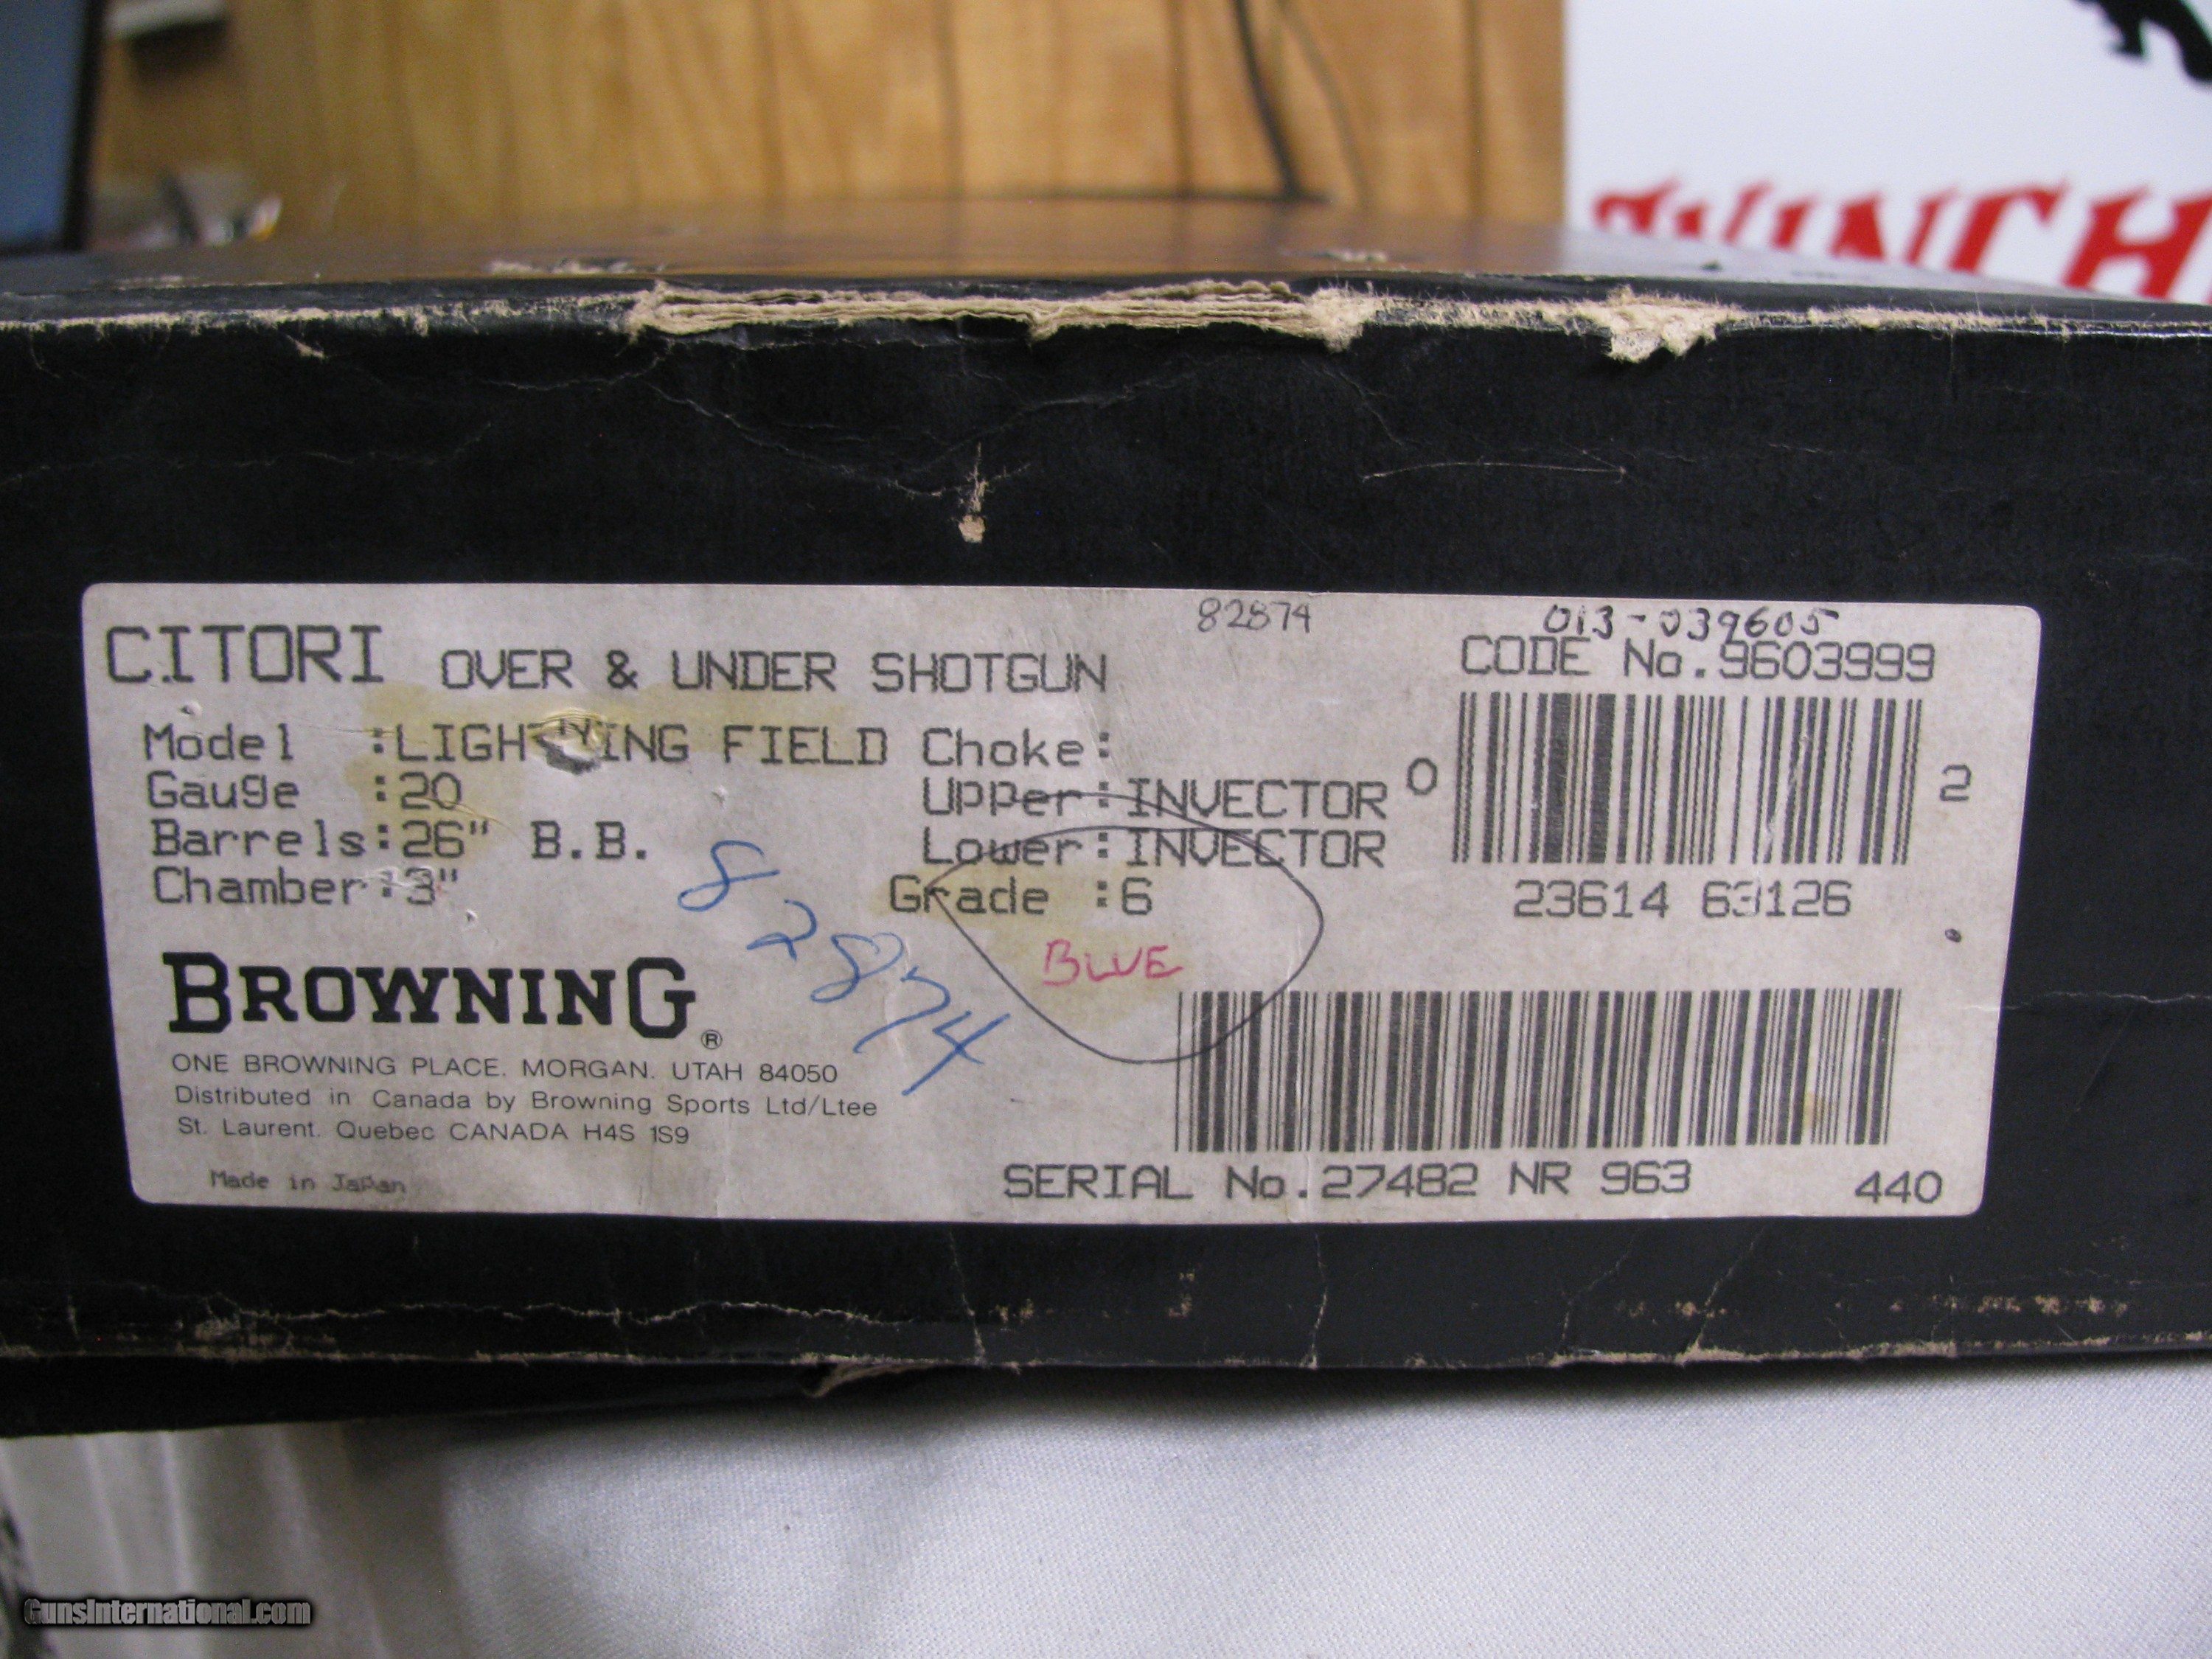 WINCH
82874
013-039605
CITORI OVER & UNDER SHOTGUN
CODE No.9603999
Model :LIGHTNING FIELD
Gauge :20
Barrels:26" B.B.
Chamber:3"
Choke:
Upper:INVECTOR
Lower:INVECTOR
Grade :6
BLUE
82874
0 2
23614 63126
BROWNING®
ONE BROWNING PLACE. MORGAN. UTAH 84050
Distributed in Canada by Browning Sports Ltd/Ltee
St. Laurent. Quebec CANADA H4S 1S9
Made in Japan
SERIAL No.27482 NR 963
440
GunsInternational.com